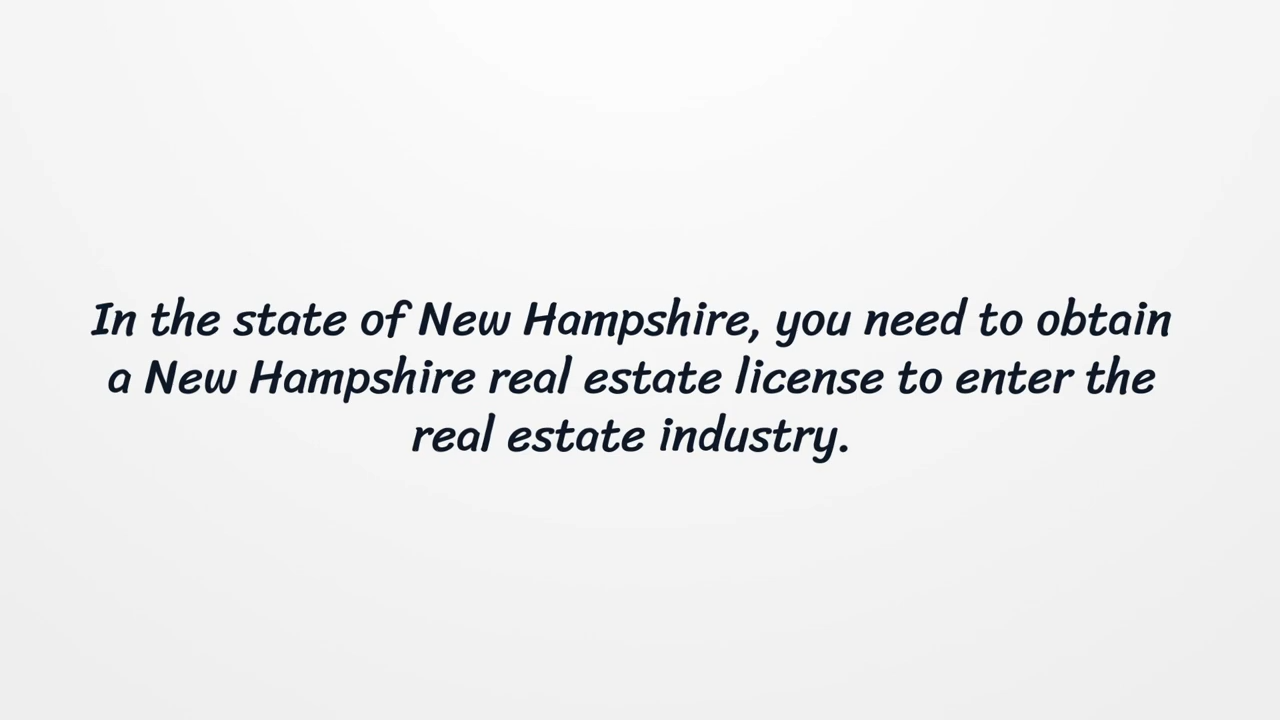 In the state of New Hampshire, you need to obtain
a New Hampshire real estate license to enter the
real estate industry.